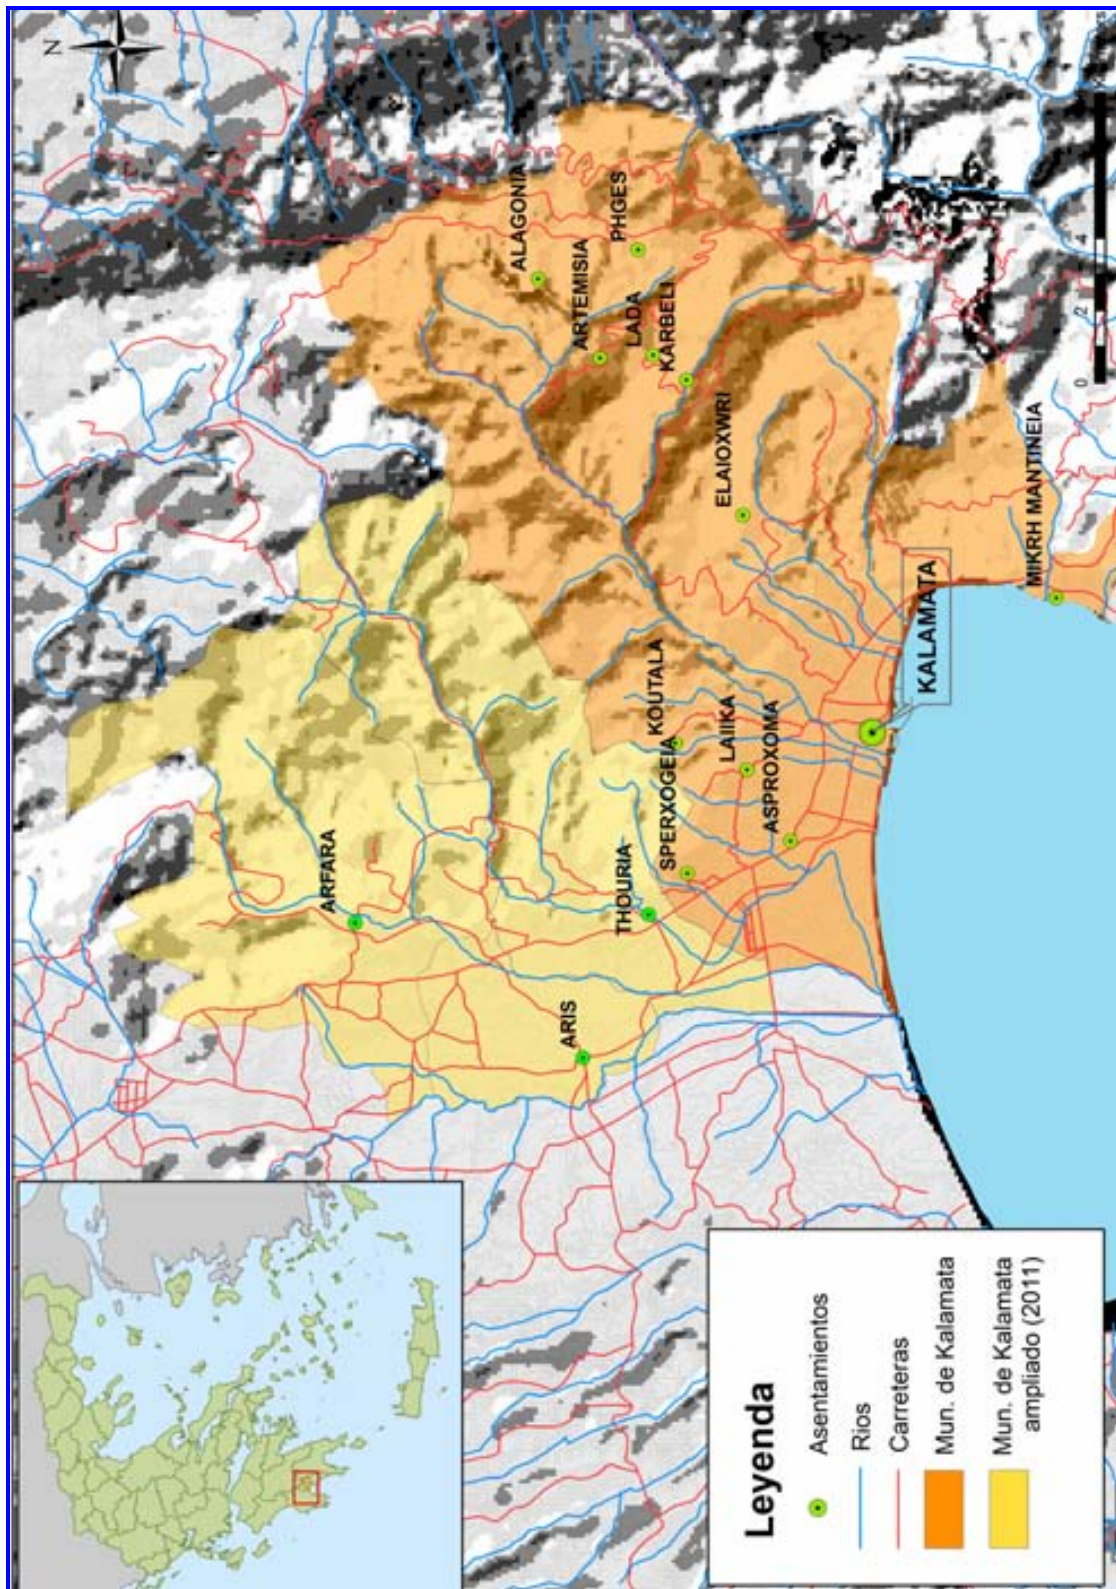 N
ALAGONIA
PHGES
ARTEMISIA
LADA
KARBELI
ELAIOXWRI
KOUTALA
LAIIKA
SPERXOGEIA
ASPROXOMA
ARFARA
THOURIA
ARIS
KALAMATA
MIKRH MANTINEIA
0 2 4
Leyenda
Asentamientos
Rios
Carreteras
Mun. de Kalamata
Mun. de Kalamata
ampliado (2011)